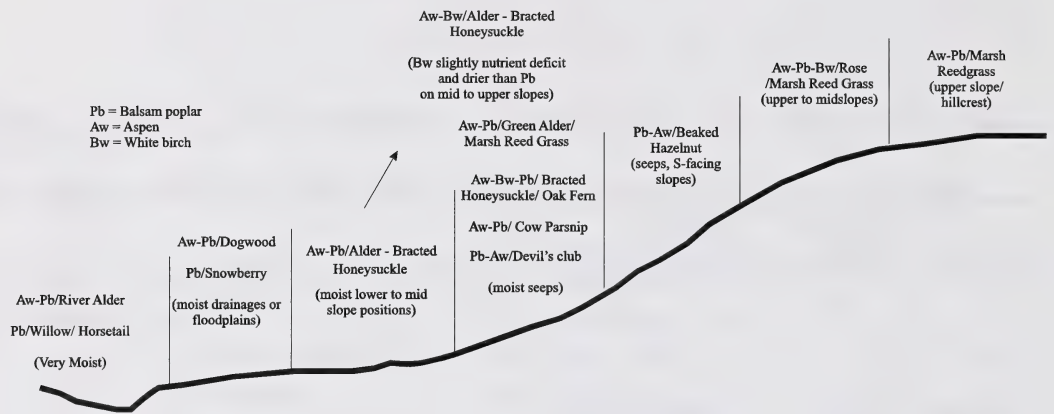 Pb = Balsam poplar
Aw = Aspen
Bw = White birch
Aw-Pb/River Alder
Pb/Willow/ Horsetail
(Very Moist)
Aw-Pb/Dogwood
Pb/Snowberry
(moist drainages or
floodplains)
Aw-Pb/Alder - Bracted
Honeysuckle
(moist lower to mid
slope positions)
Aw-Bw/Alder - Bracted
Honeysuckle
(Bw slightly nutrient deficit
and drier than Pb
on mid to upper slopes)
Aw-Pb/Green Alder/
Marsh Reed Grass
Aw-Bw-Pb/ Bracted
Honeysuckle/ Oak Fern
Aw-Pb/ Cow Parsnip
Pb-Aw/Devil's club
(moist seeps)
Pb-Aw/Beaked
Hazelnut
(seeps, S-facing
slopes)
Aw-Pb-Bw/Rose
/Marsh Reed Grass
(upper to midslopes)
Aw-Pb/Marsh
Reedgrass
(upper slope/
hillcrest)